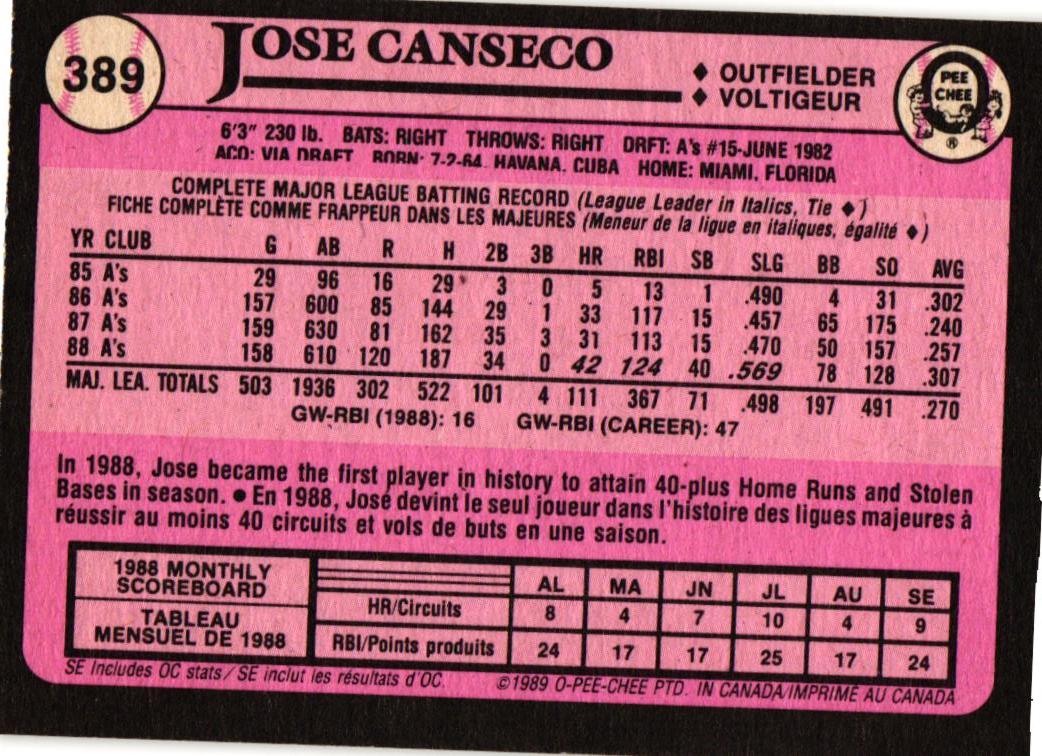 389
JOSE CANSECO
♦ OUTFIELDER
♦ VOLTIGEUR
O
PEE
CHEE
®
6'3" 230 lb. BATS: RIGHT THROWS: RIGHT DRFT: A's #15-JUNE 1982
ACQ: VIA DRAFT BORN: 7-2-64, HAVANA, CUBA HOME: MIAMI, FLORIDA
COMPLETE MAJOR LEAGUE BATTING RECORD (League Leader in Italics, Tie ♦)
FICHE COMPLÈTE COMME FRAPPEUR DANS LES MAJEURES (Meneur de la ligue en italiques, égalité ♦)
YR CLUB G AB R H 2B 3B HR RBI SB SLG BB SO AVG
85 A's 29 96 16 29 3 0 5 13 1 .490 4 31 .302
86 A's 157 600 85 144 29 1 33 117 15 .457 65 175 .240
87 A's 159 630 81 162 35 3 31 113 15 .470 50 157 .257
88 A's 158 610 120 187 34 0 42 124 40 .569 78 128 .307
MAJ. LEA. TOTALS 503 1936 302 522 101 4 111 367 71 .498 197 491 .270
GW-RBI (1988): 16 GW-RBI (CAREER): 47
In 1988, Jose became the first player in history to attain 40-plus Home Runs and Stolen
Bases in season. ● En 1988, José devint le seul joueur dans l'histoire des ligues majeures à
réussir au moins 40 circuits et vols de buts en une saison.
1988 MONTHLY
SCOREBOARD
TABLEAU
MENSUEL DE 1988
AL MA JN JL AU SE
HR/Circuits 8 4 7 10 4 9
RBI/Points produits 24 17 17 25 17 24
SE Includes OC stats/SE inclut les résultats d'OC. ©1989 O-PEE-CHEE PTD. IN CANADA/IMPRIMÉ AU CANADA